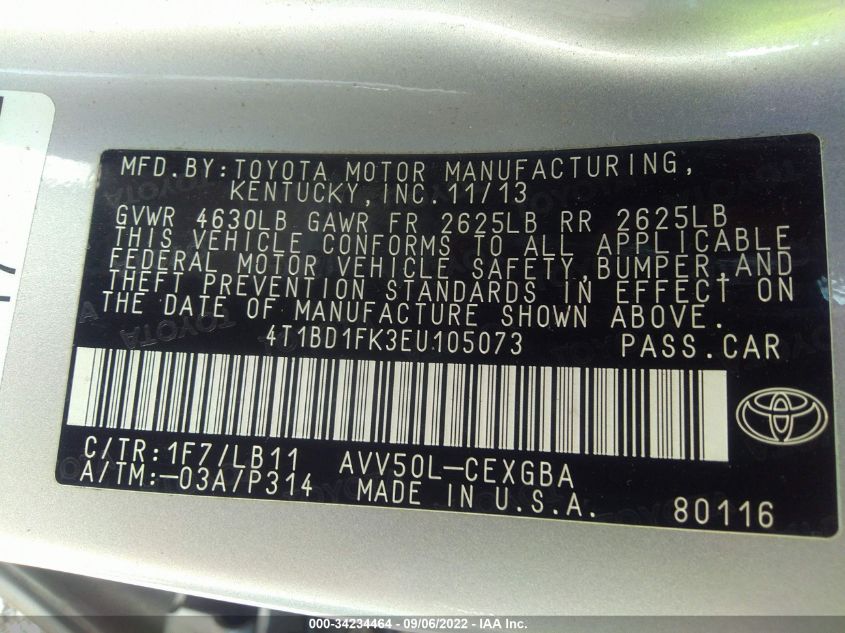 MFD.BY:TOYOTA MOTOR MANUFACTURING,
KENTUCKY,INC.11/13
GVWR 4630LB GAWR FR 2625LB RR 2625LB
THIS VEHICLE CONFORMS TO ALL APPLICABLE
FEDERAL MOTOR VEHICLE SAFETY,BUMPER,AND
THEFT PREVENTION STANDARDS IN EFFECT ON
THE DATE OF MANUFACTURE SHOWN ABOVE.
4T1BD1FK3EU105073 PASS.CAR
C/TR:1F7/LB11 AVV50L-CEXGBA
A/TM:-03A/P314 MADE IN U.S.A. 80116
000-34234464 - 09/06/2022 - IAA Inc.